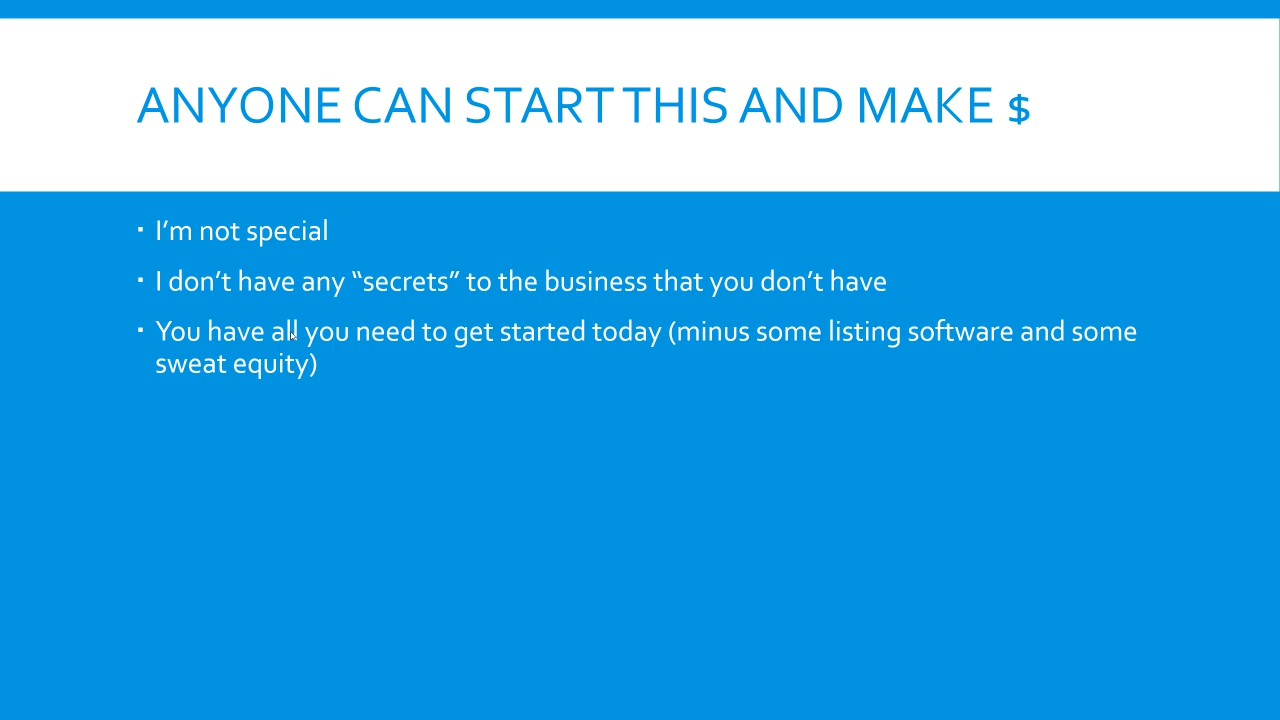 ANYONE CAN START THIS AND MAKE $
▪ I’m not special
▪ I don’t have any “secrets” to the business that you don’t have
▪ You have all you need to get started today (minus some listing software and some
sweat equity)